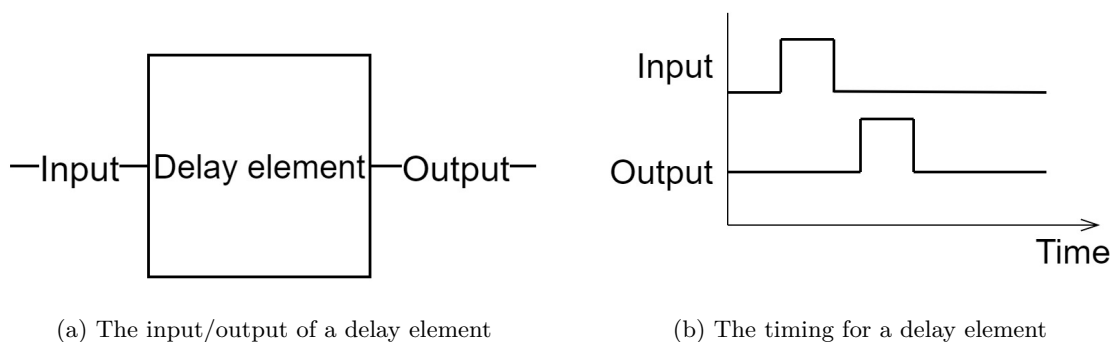 Input
Delay element
Output
(a) The input/output of a delay element
Input
Output
Time
(b) The timing for a delay element